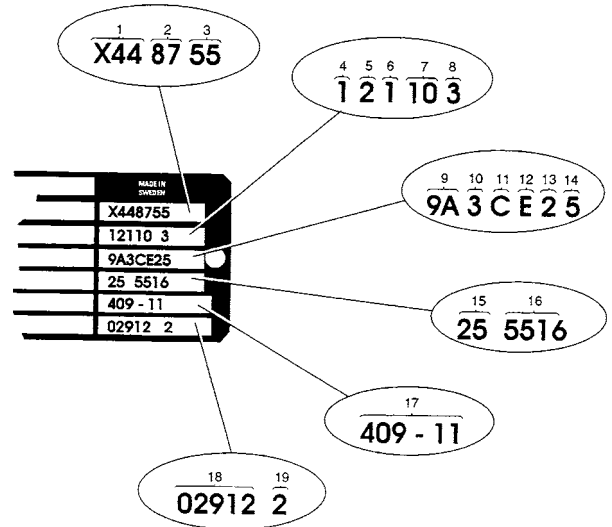 1 2 3
X44 87 55
4 5 6 7 8
1 2 1 10 3
9 10 11 12 13 14
9A 3 C E 2 5
MADE IN
SWEDEN
X448755
12110 3
9A3CE25
25 5516
409 - 11
02912 2
15 16
25 5516
17
409 - 11
18 19
02912 2